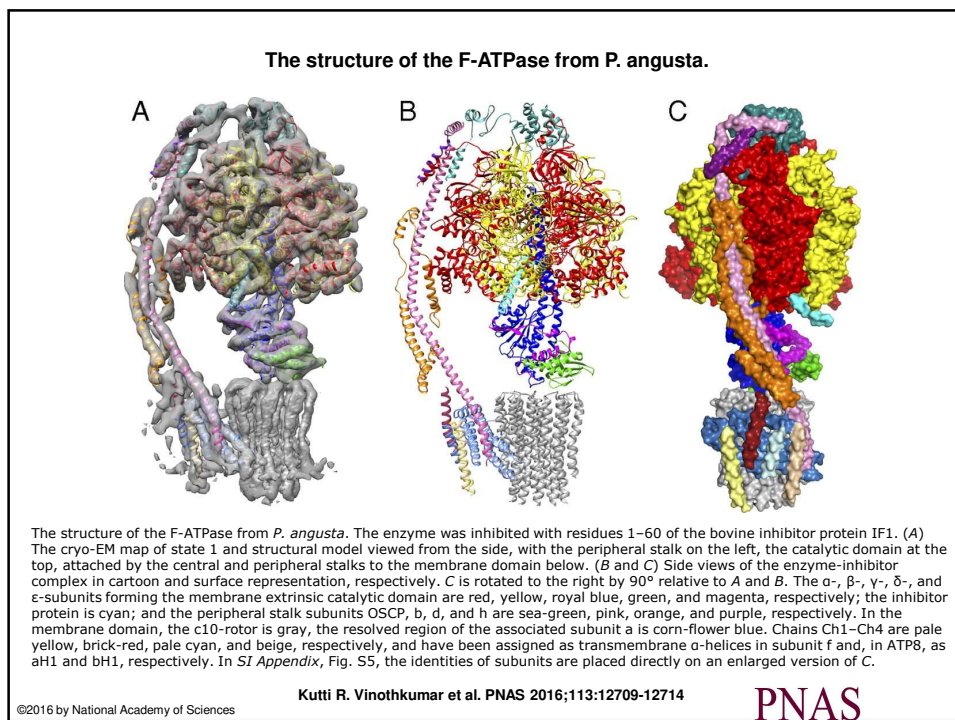 The structure of the F-ATPase from P. angusta.
A B C
The structure of the F-ATPase from P. angusta. The enzyme was inhibited with residues 1–60 of the bovine inhibitor protein IF1. (A)
The cryo-EM map of state 1 and structural model viewed from the side, with the peripheral stalk on the left, the catalytic domain at the
top, attached by the central and peripheral stalks to the membrane domain below. (B and C) Side views of the enzyme-inhibitor
complex in cartoon and surface representation, respectively. C is rotated to the right by 90° relative to A and B. The α-, β-, γ-, δ-, and
ε-subunits forming the membrane extrinsic catalytic domain are red, yellow, royal blue, green, and magenta, respectively; the inhibitor
protein is cyan; and the peripheral stalk subunits OSCP, b, d, and h are sea-green, pink, orange, and purple, respectively. In the
membrane domain, the c10-rotor is gray, the resolved region of the associated subunit a is corn-flower blue. Chains Ch1–Ch4 are pale
yellow, brick-red, pale cyan, and beige, respectively, and have been assigned as transmembrane α-helices in subunit f and, in ATP8, as
aH1 and bH1, respectively. In SI Appendix, Fig. S5, the identities of subunits are placed directly on an enlarged version of C.
Kutti R. Vinothkumar et al. PNAS 2016;113:12709-12714
©2016 by National Academy of Sciences
PNAS